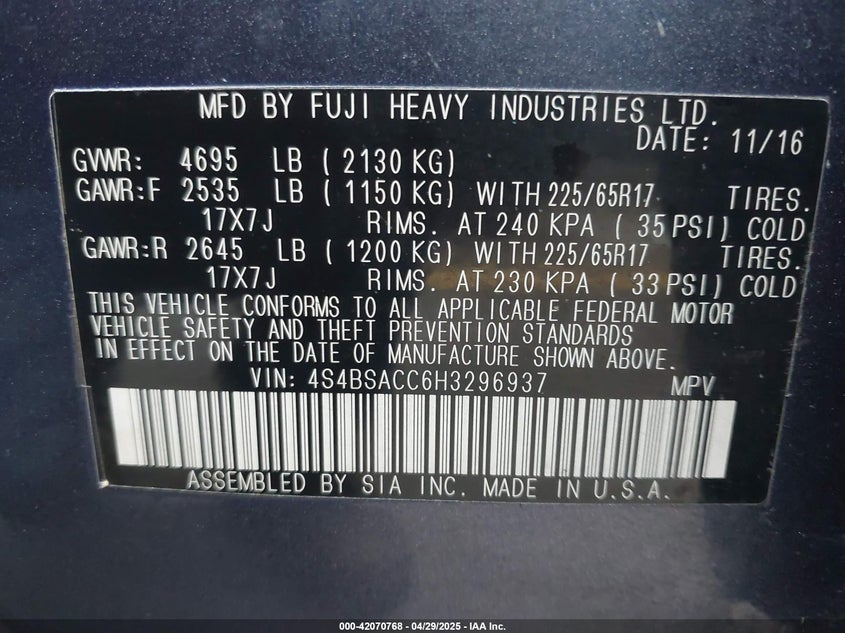 MFD BY FUJI HEAVY INDUSTRIES LTD.
DATE: 11/16
GVWR: 4695 LB ( 2130 KG)
GAWR:F 2535 LB ( 1150 KG) WITH 225/65R17 TIRES.
17X7J RIMS. AT 240 KPA ( 35 PSI) COLD
GAWR:R 2645 LB ( 1200 KG) WITH 225/65R17 TIRES.
17X7J RIMS. AT 230 KPA ( 33 PSI) COLD
THIS VEHICLE CONFORMS TO ALL APPLICABLE FEDERAL MOTOR
VEHICLE SAFETY AND THEFT PREVENTION STANDARDS
IN EFFECT ON THE DATE OF MANUFACTURE SHOWN ABOVE.
VIN: 4S4BSACC6H3296937 MPV
ASSEMBLED BY SIA INC. MADE IN U.S.A.
000-42070768 - 04/29/2025 - IAA Inc.